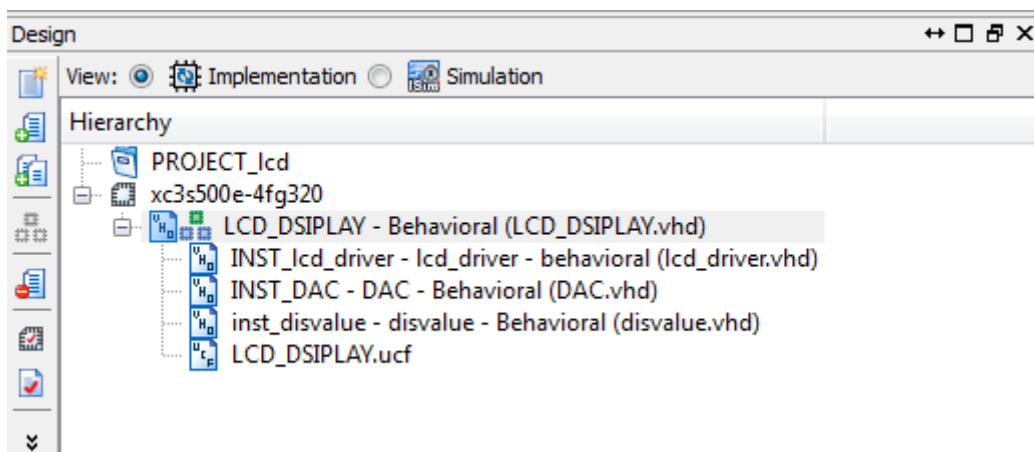 Design
View: Implementation Simulation
Hierarchy
PROJECT_lcd
xc3s500e-4fg320
LCD_DSIPLAY - Behavioral (LCD_DSIPLAY.vhd)
INST_lcd_driver - lcd_driver - behavioral (lcd_driver.vhd)
INST_DAC - DAC - Behavioral (DAC.vhd)
inst_disvalue - disvalue - Behavioral (disvalue.vhd)
LCD_DSIPLAY.ucf